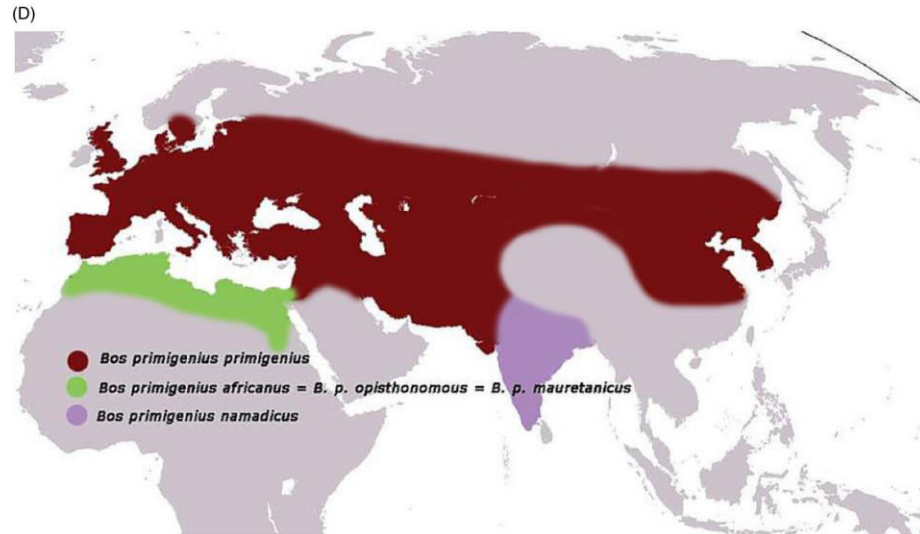 (D)
Bos primigenius primigenius
Bos primigenius africanus = B. p. opisthonomous = B. p. mauretanicus
Bos primigenius namadicus